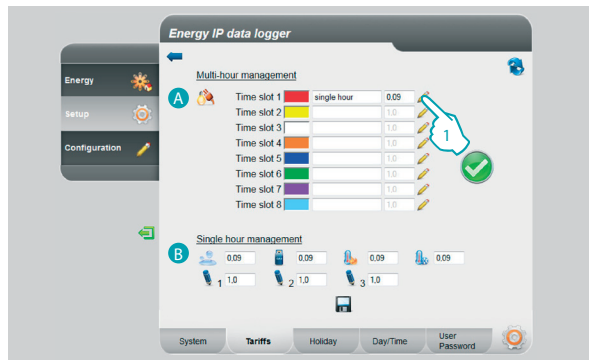 Energy IP data logger
Energy
Setup
Configuration
Multi-hour management
A
Time slot 1 single hour 0.09
1
Time slot 2 1.0
Time slot 3 1.0
Time slot 4 1.0
Time slot 5 1.0
Time slot 6 1.0
Time slot 7 1.0
Time slot 8 1.0
Single hour management
B
0.09 0.09 0.09 0.09
1 1.0 2 1.0 3 1.0
System Tariffs Holiday Day/Time User Password